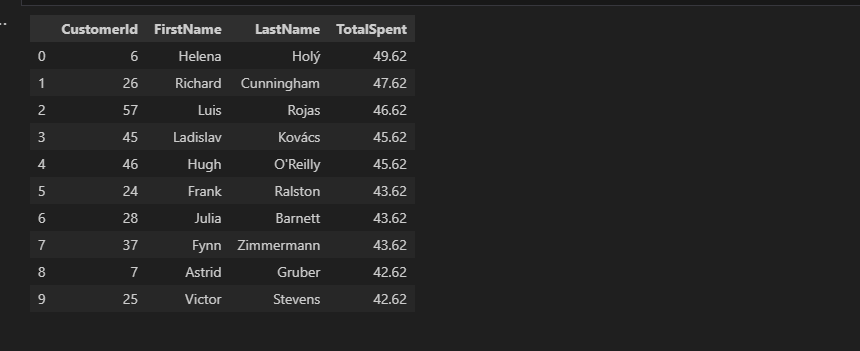 ..
CustomerId FirstName LastName TotalSpent
0 6 Helena Holý 49.62
1 26 Richard Cunningham 47.62
2 57 Luis Rojas 46.62
3 45 Ladislav Kovács 45.62
4 46 Hugh O'Reilly 45.62
5 24 Frank Ralston 43.62
6 28 Julia Barnett 43.62
7 37 Fynn Zimmermann 43.62
8 7 Astrid Gruber 42.62
9 25 Victor Stevens 42.62